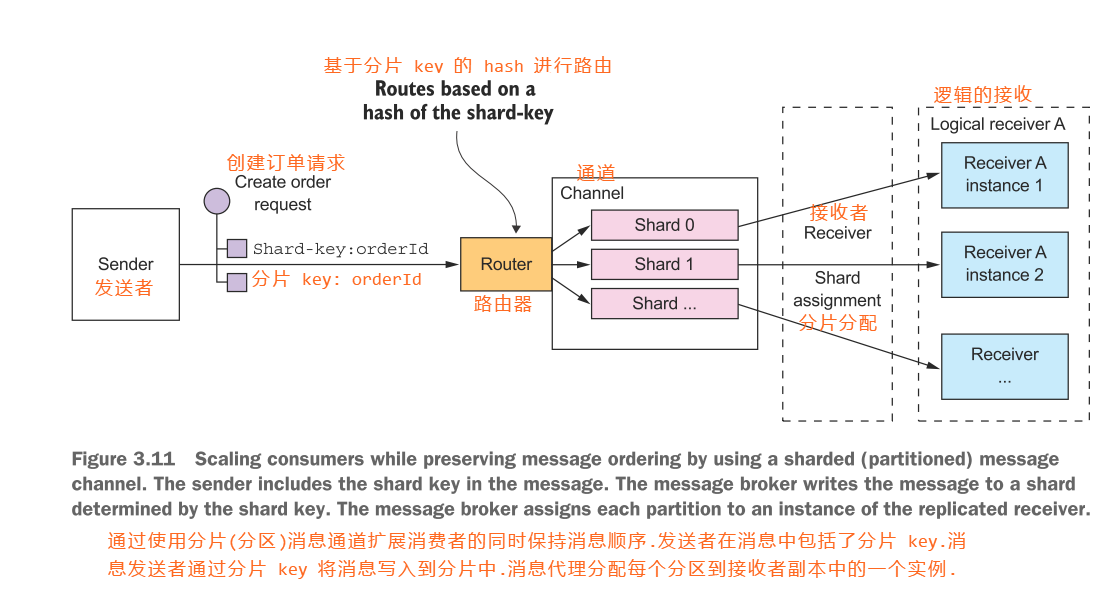 基于分片 key 的 hash 进行路由
Routes based on a
hash of the shard-key
创建订单请求
Create order
request
Sender
发送者
Shard-key:orderId
分片 key: orderId
Router
路由器
通道
Channel
Shard 0
Shard 1
Shard ...
接收者
Receiver
Shard
assignment
分片分配
逻辑的接收
Logical receiver A
Receiver A
instance 1
Receiver A
instance 2
Receiver
...
Figure 3.11 Scaling consumers while preserving message ordering by using a sharded (partitioned) message
channel. The sender includes the shard key in the message. The message broker writes the message to a shard
determined by the shard key. The message broker assigns each partition to an instance of the replicated receiver.
通过使用分片(分区)消息通道扩展消费者的同时保持消息顺序.发送者在消息中包括了分片 key.消
息发送者通过分片 key 将消息写入到分片中.消息代理分配每个分区到接收者副本中的一个实例.